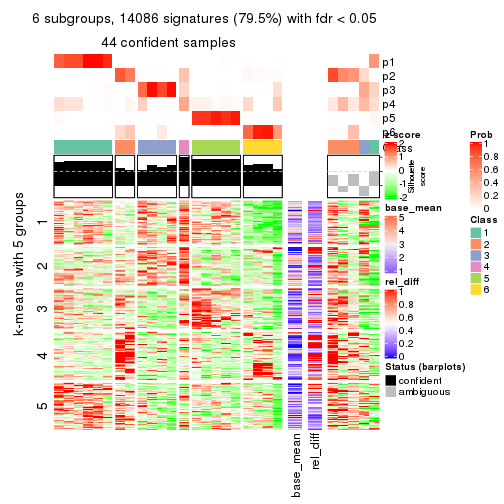 6 subgroups, 14086 signatures (79.5%) with fdr < 0.05
44 confident samples
p1
p2
p3
p4
p5
p6
Class
z-score
2
1
0
-1
-2
Silhouette
score
k-means with 5 groups
1
2
3
4
5
base_mean
rel_diff
base_mean
5
4
3
2
1
rel_diff
1
0.8
0.6
0.4
0.2
0
Status (barplots)
confident
ambiguous
Prob
1
0.8
0.6
0.4
0.2
0
Class
1
2
3
4
5
6